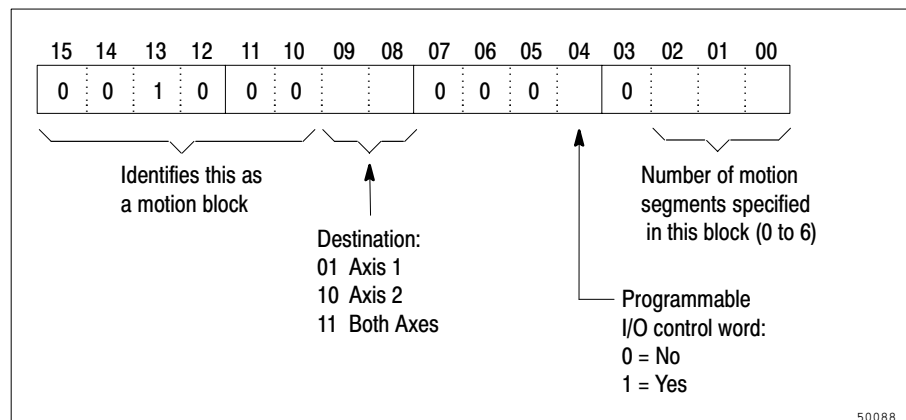 15 14 13 12 11 10 09 08 07 06 05 04 03 02 01 00
0 0 1 0 0 0 0 0 0 0
Identifies this as
a motion block
Destination:
01 Axis 1
10 Axis 2
11 Both Axes
Programmable
I/O control word:
0 = No
1 = Yes
Number of motion
segments specified
in this block (0 to 6)
50088